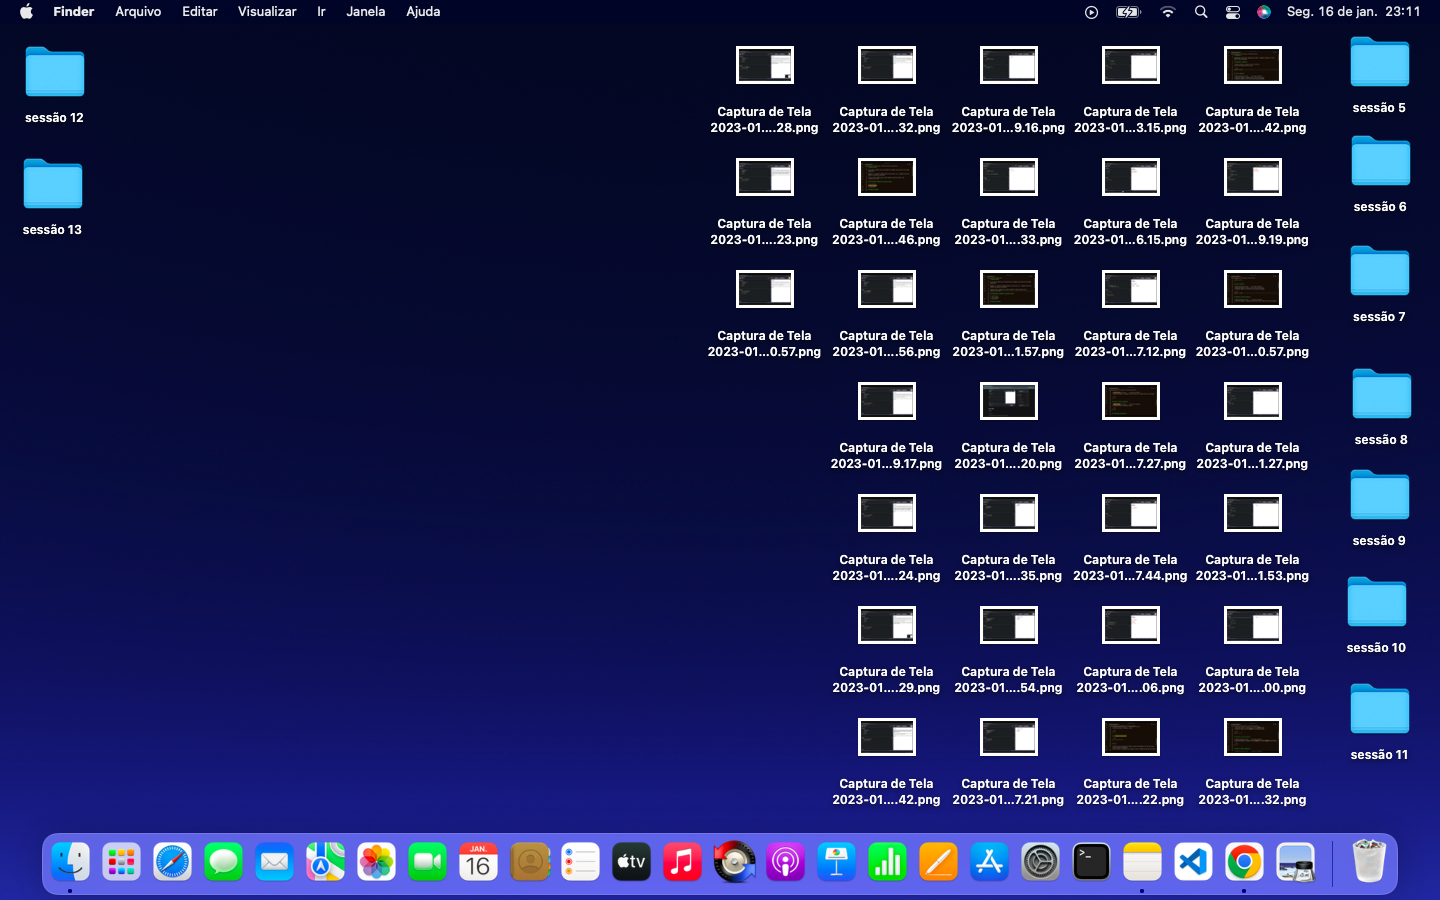 Finder Arquivo Editar Visualizar Ir Janela Ajuda Seg. 16 de jan. 23:11
sessão 12
sessão 13
Captura de Tela
2023-01....28.png
Captura de Tela
2023-01....32.png
Captura de Tela
2023-01...9.16.png
Captura de Tela
2023-01...3.15.png
Captura de Tela
2023-01....42.png
Captura de Tela
2023-01....23.png
Captura de Tela
2023-01....46.png
Captura de Tela
2023-01....33.png
Captura de Tela
2023-01...6.15.png
Captura de Tela
2023-01...9.19.png
Captura de Tela
2023-01...0.57.png
Captura de Tela
2023-01....56.png
Captura de Tela
2023-01...1.57.png
Captura de Tela
2023-01...7.12.png
Captura de Tela
2023-01...0.57.png
Captura de Tela
2023-01...9.17.png
Captura de Tela
2023-01....20.png
Captura de Tela
2023-01...7.27.png
Captura de Tela
2023-01...1.27.png
Captura de Tela
2023-01....24.png
Captura de Tela
2023-01....35.png
Captura de Tela
2023-01...7.44.png
Captura de Tela
2023-01...1.53.png
Captura de Tela
2023-01....29.png
Captura de Tela
2023-01....54.png
Captura de Tela
2023-01....06.png
Captura de Tela
2023-01....00.png
Captura de Tela
2023-01....42.png
Captura de Tela
2023-01...7.21.png
Captura de Tela
2023-01....22.png
Captura de Tela
2023-01....32.png
sessão 5
sessão 6
sessão 7
sessão 8
sessão 9
sessão 10
sessão 11
JAN.
16
tv
>_